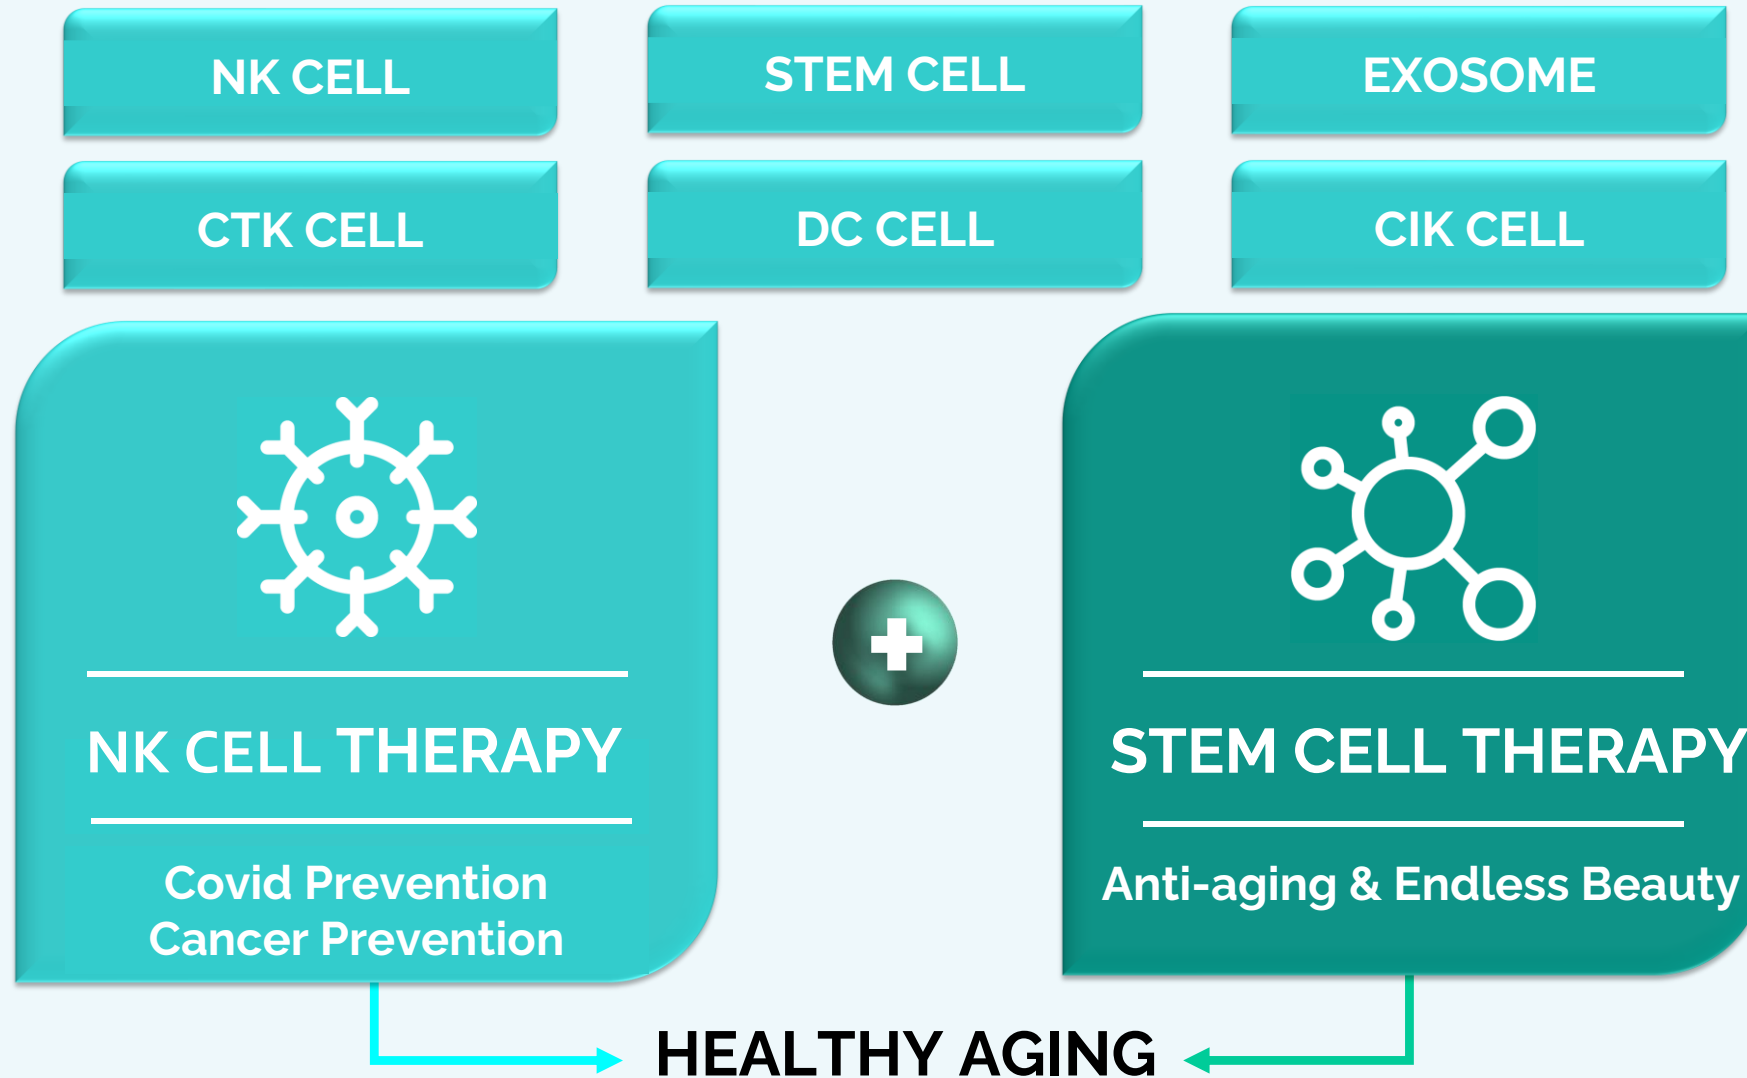 NK CELL
STEM CELL
EXOSOME
CTK CELL
DC CELL
CIK CELL
NK CELL THERAPY
Covid Prevention
Cancer Prevention
STEM CELL THERAPY
Anti-aging & Endless Beauty
HEALTHY AGING